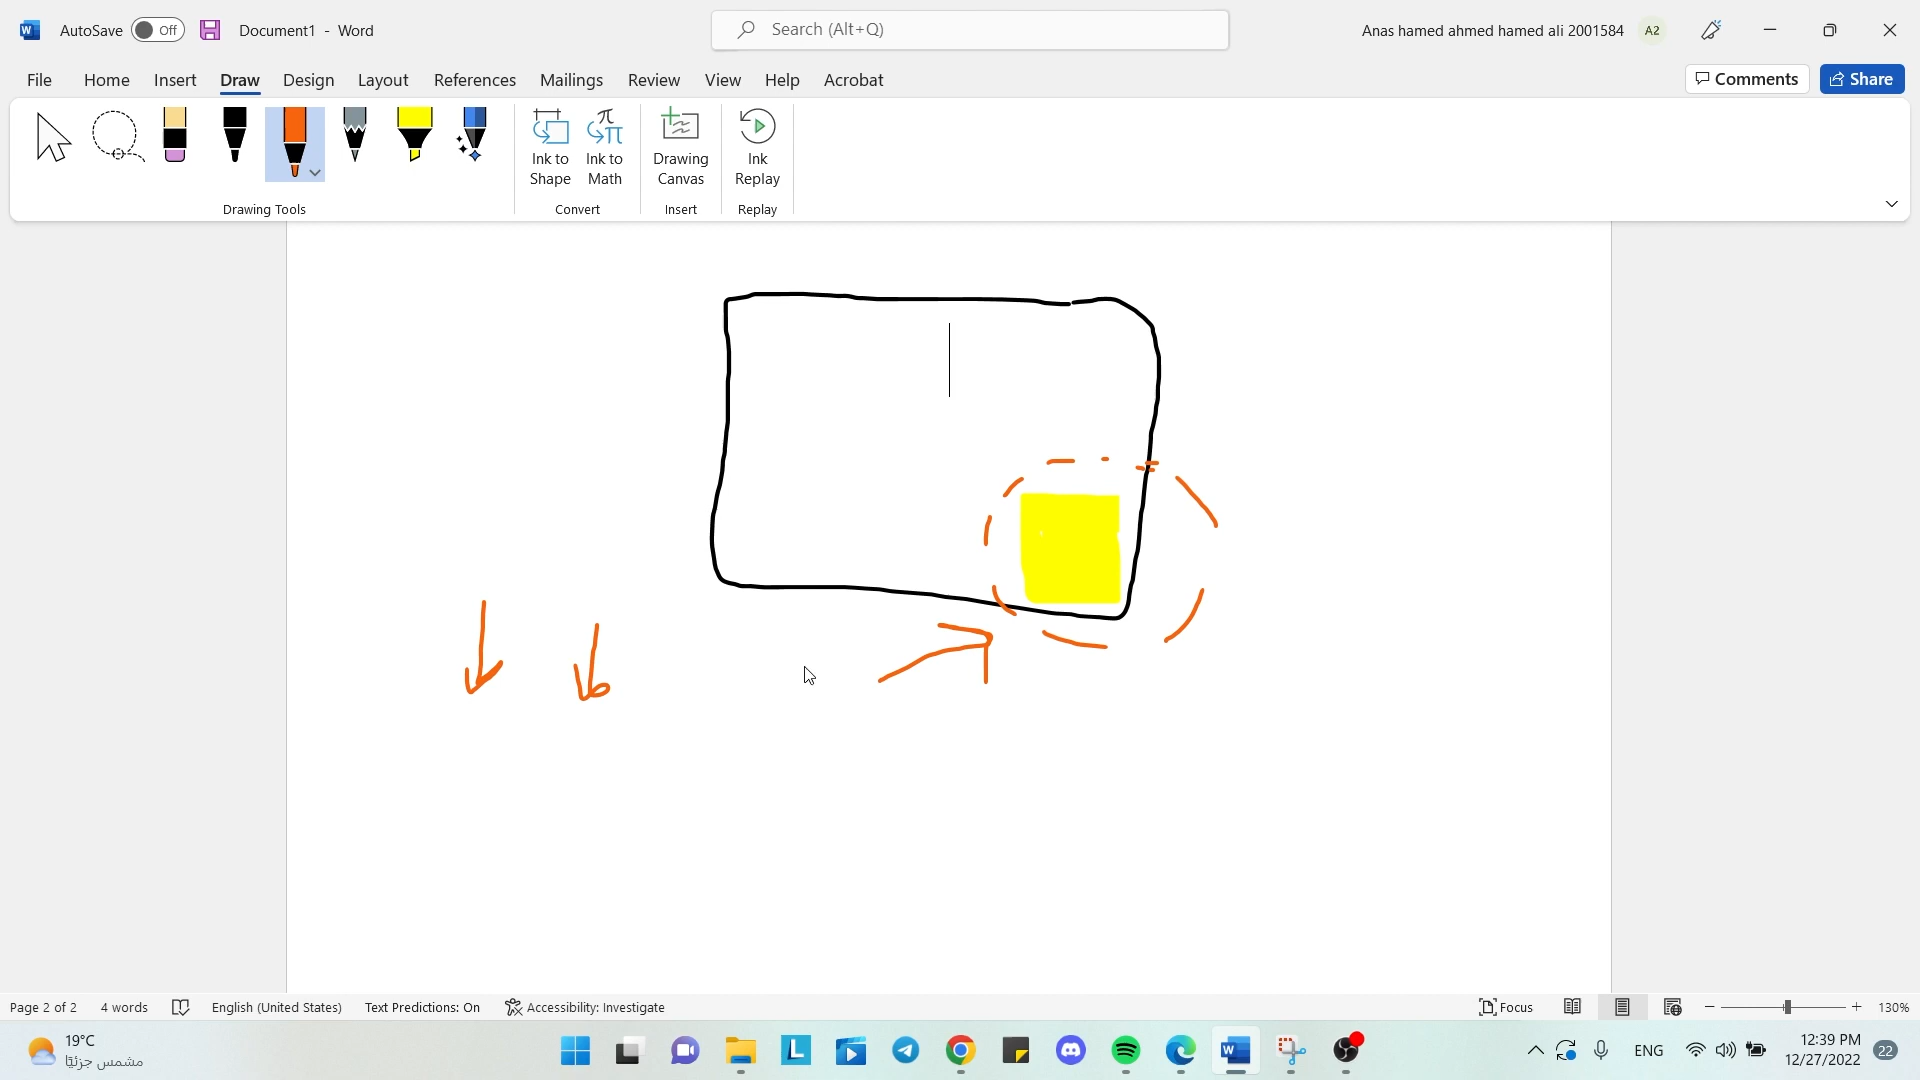 AutoSave Off Document1 - Word Search (Alt+Q) Anas hamed ahmed hamed ali 2001584 A2
File Home Insert Draw Design Layout References Mailings Review View Help Acrobat Comments Share
Ink to Shape
Ink to Math
Drawing Canvas
Ink Replay
Drawing Tools Convert Insert Replay
Page 2 of 2 4 words English (United States) Text Predictions: On Accessibility: Investigate Focus 130%
19°C
مشمس جزئيًا
ENG
12:39 PM
12/27/2022
22